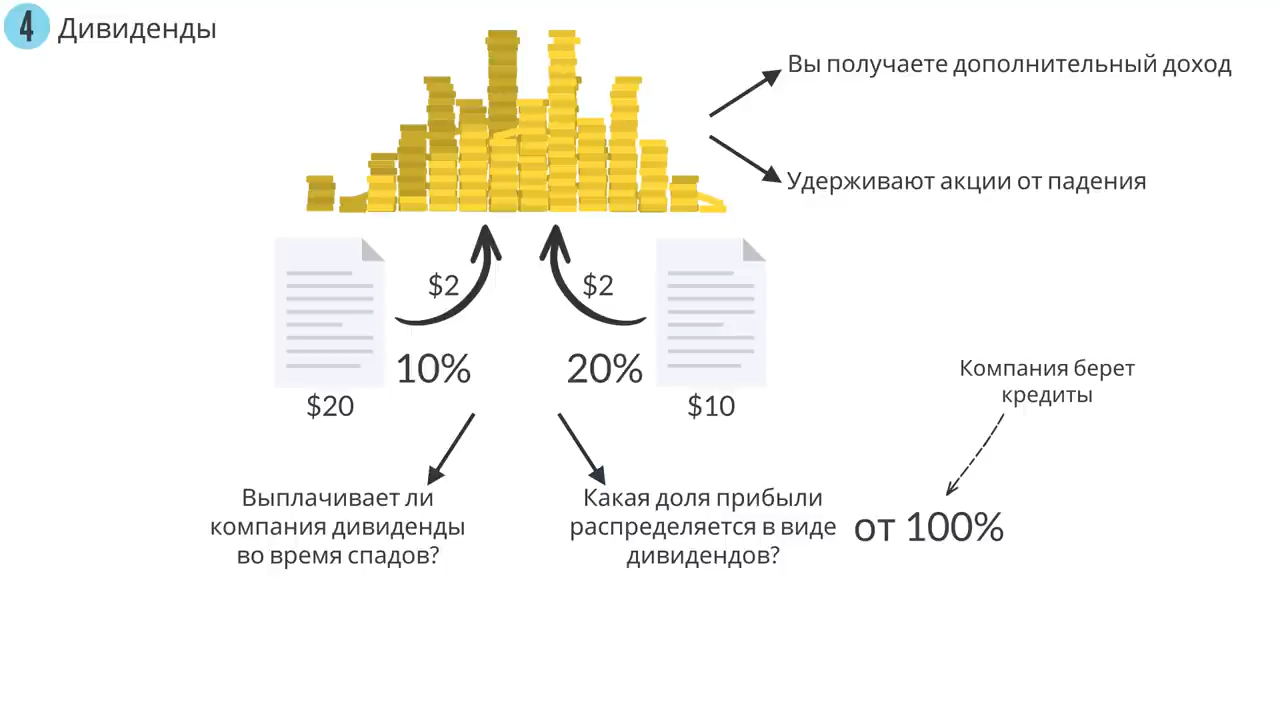 4 Дивиденды
Вы получаете дополнительный доход
Удерживают акции от падения
$2
$2
10%
20%
$20
$10
Компания берет
кредиты
Выплачивает ли
компания дивиденды
во время спадов?
Какая доля прибыли
распределяется в виде
дивидендов?
от 100%